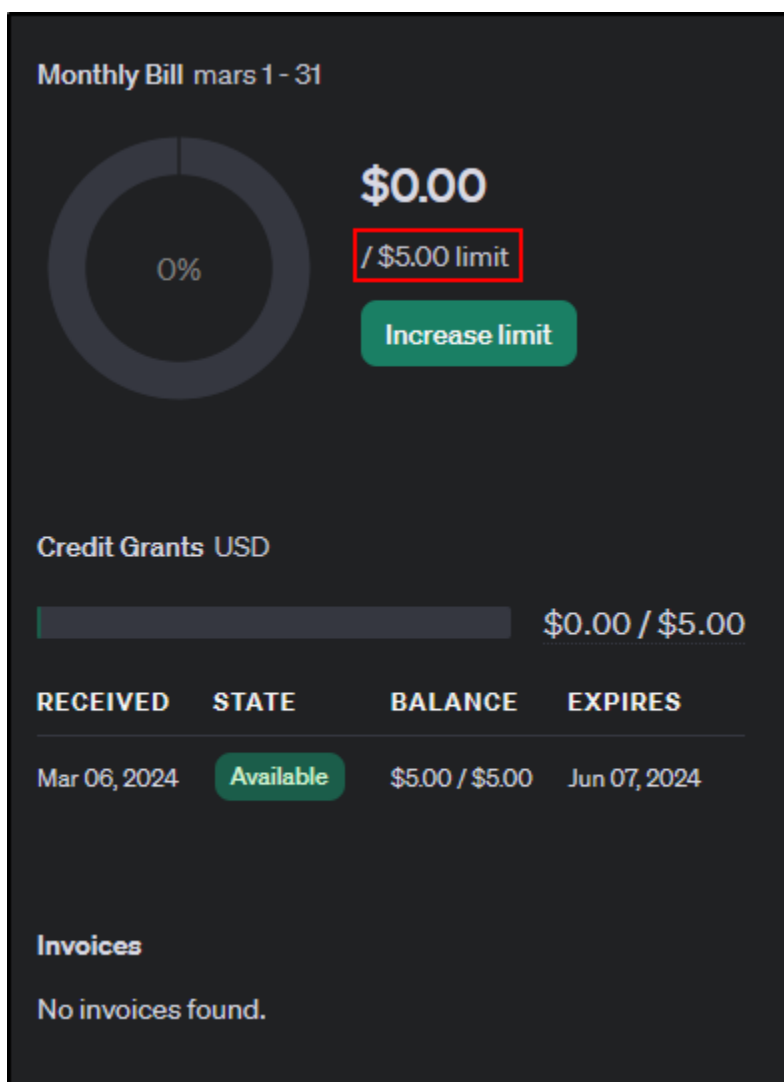 Monthly Bill mars 1 - 31
0%
$0.00
/ $5.00 limit
Increase limit
Credit Grants USD
$0.00 / $5.00
RECEIVED STATE BALANCE EXPIRES
Mar 06, 2024 Available $5.00 / $5.00 Jun 07, 2024
Invoices
No invoices found.